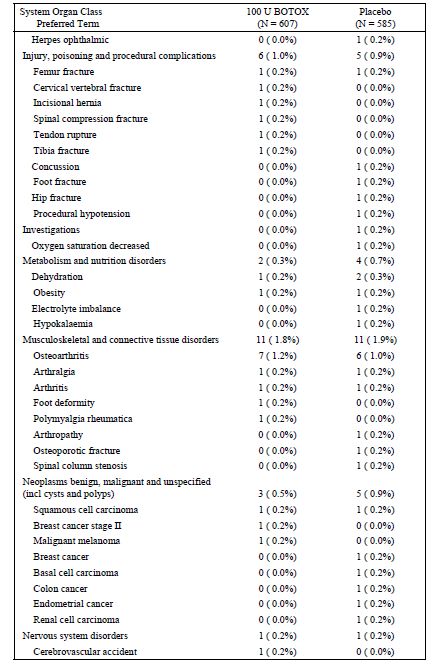 System Organ Class 100 U BOTOX Placebo
Preferred Term (N = 607) (N = 585)
Herpes ophthalmic 0 ( 0.0%) 1 ( 0.2%)
Injury, poisoning and procedural complications 6 ( 1.0%) 5 ( 0.9%)
Femur fracture 1 ( 0.2%) 1 ( 0.2%)
Cervical vertebral fracture 1 ( 0.2%) 0 ( 0.0%)
Incisional hernia 1 ( 0.2%) 0 ( 0.0%)
Spinal compression fracture 1 ( 0.2%) 0 ( 0.0%)
Tendon rupture 1 ( 0.2%) 0 ( 0.0%)
Tibia fracture 1 ( 0.2%) 0 ( 0.0%)
Concussion 0 ( 0.0%) 1 ( 0.2%)
Foot fracture 0 ( 0.0%) 1 ( 0.2%)
Hip fracture 0 ( 0.0%) 1 ( 0.2%)
Procedural hypotension 0 ( 0.0%) 1 ( 0.2%)
Investigations 0 ( 0.0%) 1 ( 0.2%)
Oxygen saturation decreased 0 ( 0.0%) 1 ( 0.2%)
Metabolism and nutrition disorders 2 ( 0.3%) 4 ( 0.7%)
Dehydration 1 ( 0.2%) 2 ( 0.3%)
Obesity 1 ( 0.2%) 1 ( 0.2%)
Electrolyte imbalance 0 ( 0.0%) 1 ( 0.2%)
Hypokalaemia 0 ( 0.0%) 1 ( 0.2%)
Musculoskeletal and connective tissue disorders 11 ( 1.8%) 11 ( 1.9%)
Osteoarthritis 7 ( 1.2%) 6 ( 1.0%)
Arthralgia 1 ( 0.2%) 1 ( 0.2%)
Arthritis 1 ( 0.2%) 1 ( 0.2%)
Foot deformity 1 ( 0.2%) 0 ( 0.0%)
Polymyalgia rheumatica 1 ( 0.2%) 0 ( 0.0%)
Arthropathy 0 ( 0.0%) 1 ( 0.2%)
Osteoporotic fracture 0 ( 0.0%) 1 ( 0.2%)
Spinal column stenosis 0 ( 0.0%) 1 ( 0.2%)
Neoplasms benign, malignant and unspecified
(incl cysts and polyps) 3 ( 0.5%) 5 ( 0.9%)
Squamous cell carcinoma 1 ( 0.2%) 1 ( 0.2%)
Breast cancer stage II 1 ( 0.2%) 0 ( 0.0%)
Malignant melanoma 1 ( 0.2%) 0 ( 0.0%)
Breast cancer 0 ( 0.0%) 1 ( 0.2%)
Basal cell carcinoma 0 ( 0.0%) 1 ( 0.2%)
Colon cancer 0 ( 0.0%) 1 ( 0.2%)
Endometrial cancer 0 ( 0.0%) 1 ( 0.2%)
Renal cell carcinoma 0 ( 0.0%) 1 ( 0.2%)
Nervous system disorders 1 ( 0.2%) 1 ( 0.2%)
Cerebrovascular accident 1 ( 0.2%) 0 ( 0.0%)